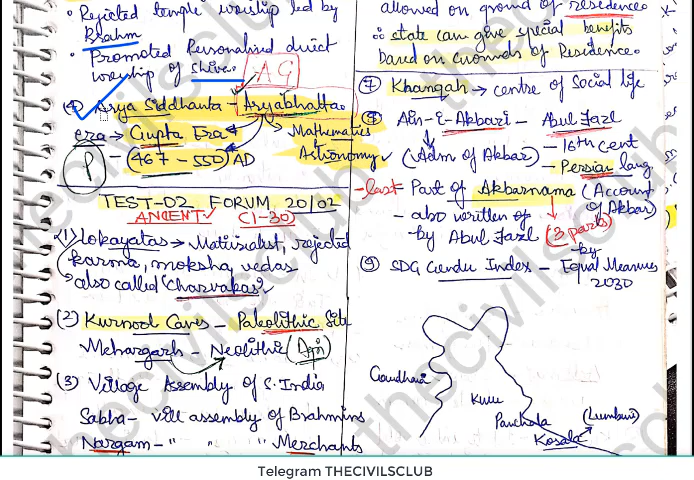 • Rejected temple worship led by
Brahm
• Promoted Personalised direct
worship of Shiva.
AG
(4) Arya Siddhanta - Aryabhatta.
era → Gupta Era
→ Mathematics
Astronomy
P - (467 - 550) AD
TEST-02 FORUM 20/02
ANCIENT (1-30)
(1) Lokayatas → Materialist, rejected
karma, moksha, vedas
also called Charvakas
(2) Kurnool Caves - Paleolithic Site
Mehargarh - Neolithic
(3) Village Assembly of S. India
Sabha - vill assembly of Brahmins
Nargam - " " " Merchants
allowed on ground of residence
∴ state can give special benefits
based on Grounds of Residence.
(7) Khangah → centre of Social life
(8) Ain-E-Akbari - Abul Fazl
(Adm of Akbar) - 16th Cent
- Persian lang
- last Part of Akbarnama (Account
of Akbar)
- also written of
- by Abul Fazl (3 parts)
- by
(9) SDG Gender Index - Equal Measures
2030
Gandhari
Kuru
Panchala
(Lumbini)
Kosala
thecivilsclub
Telegram THECIVILSCLUB